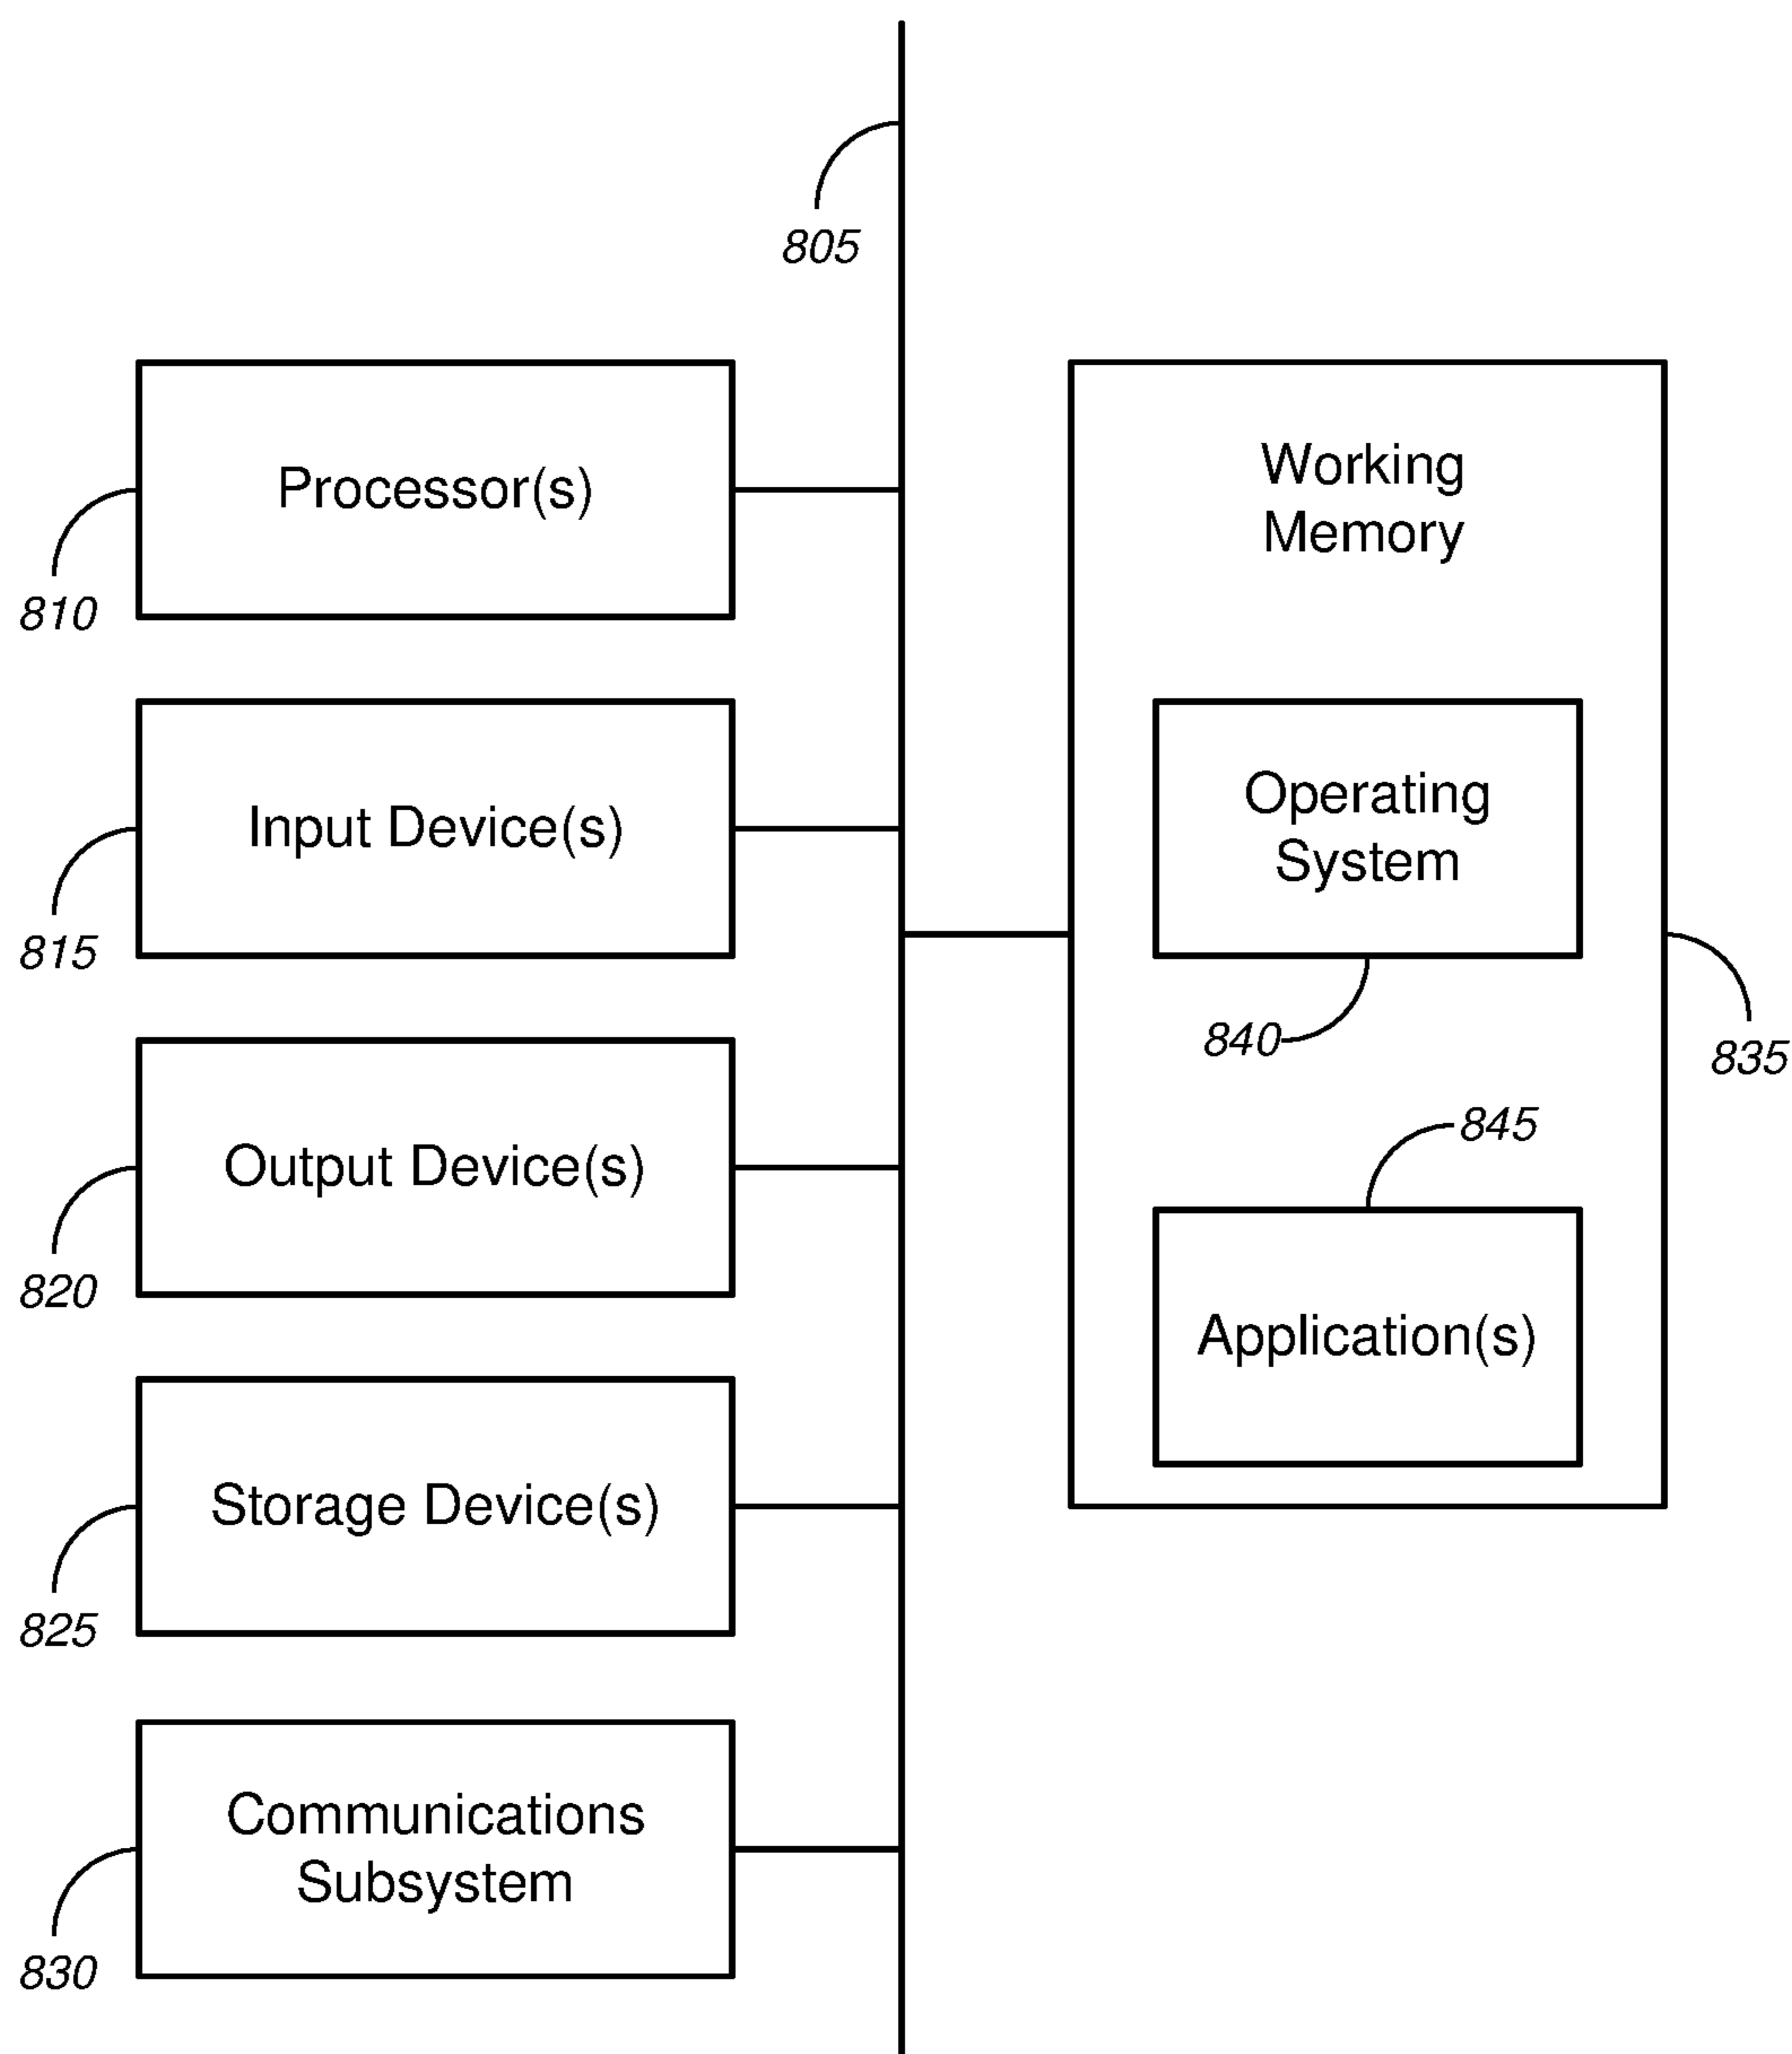 805
Processor(s)
810
Input Device(s)
815
Output Device(s)
820
Storage Device(s)
825
Communications
Subsystem
830
Working
Memory
Operating
System
840
835
845
Application(s)